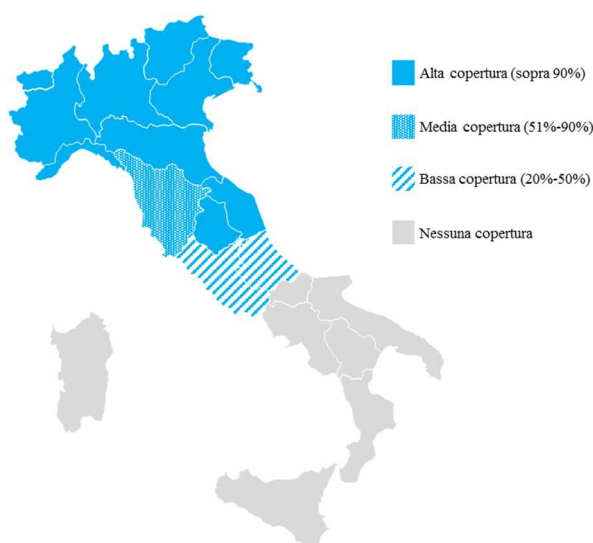 Alta copertura (sopra 90%)
Media copertura (51%-90%)
Bassa copertura (20%-50%)
Nessuna copertura